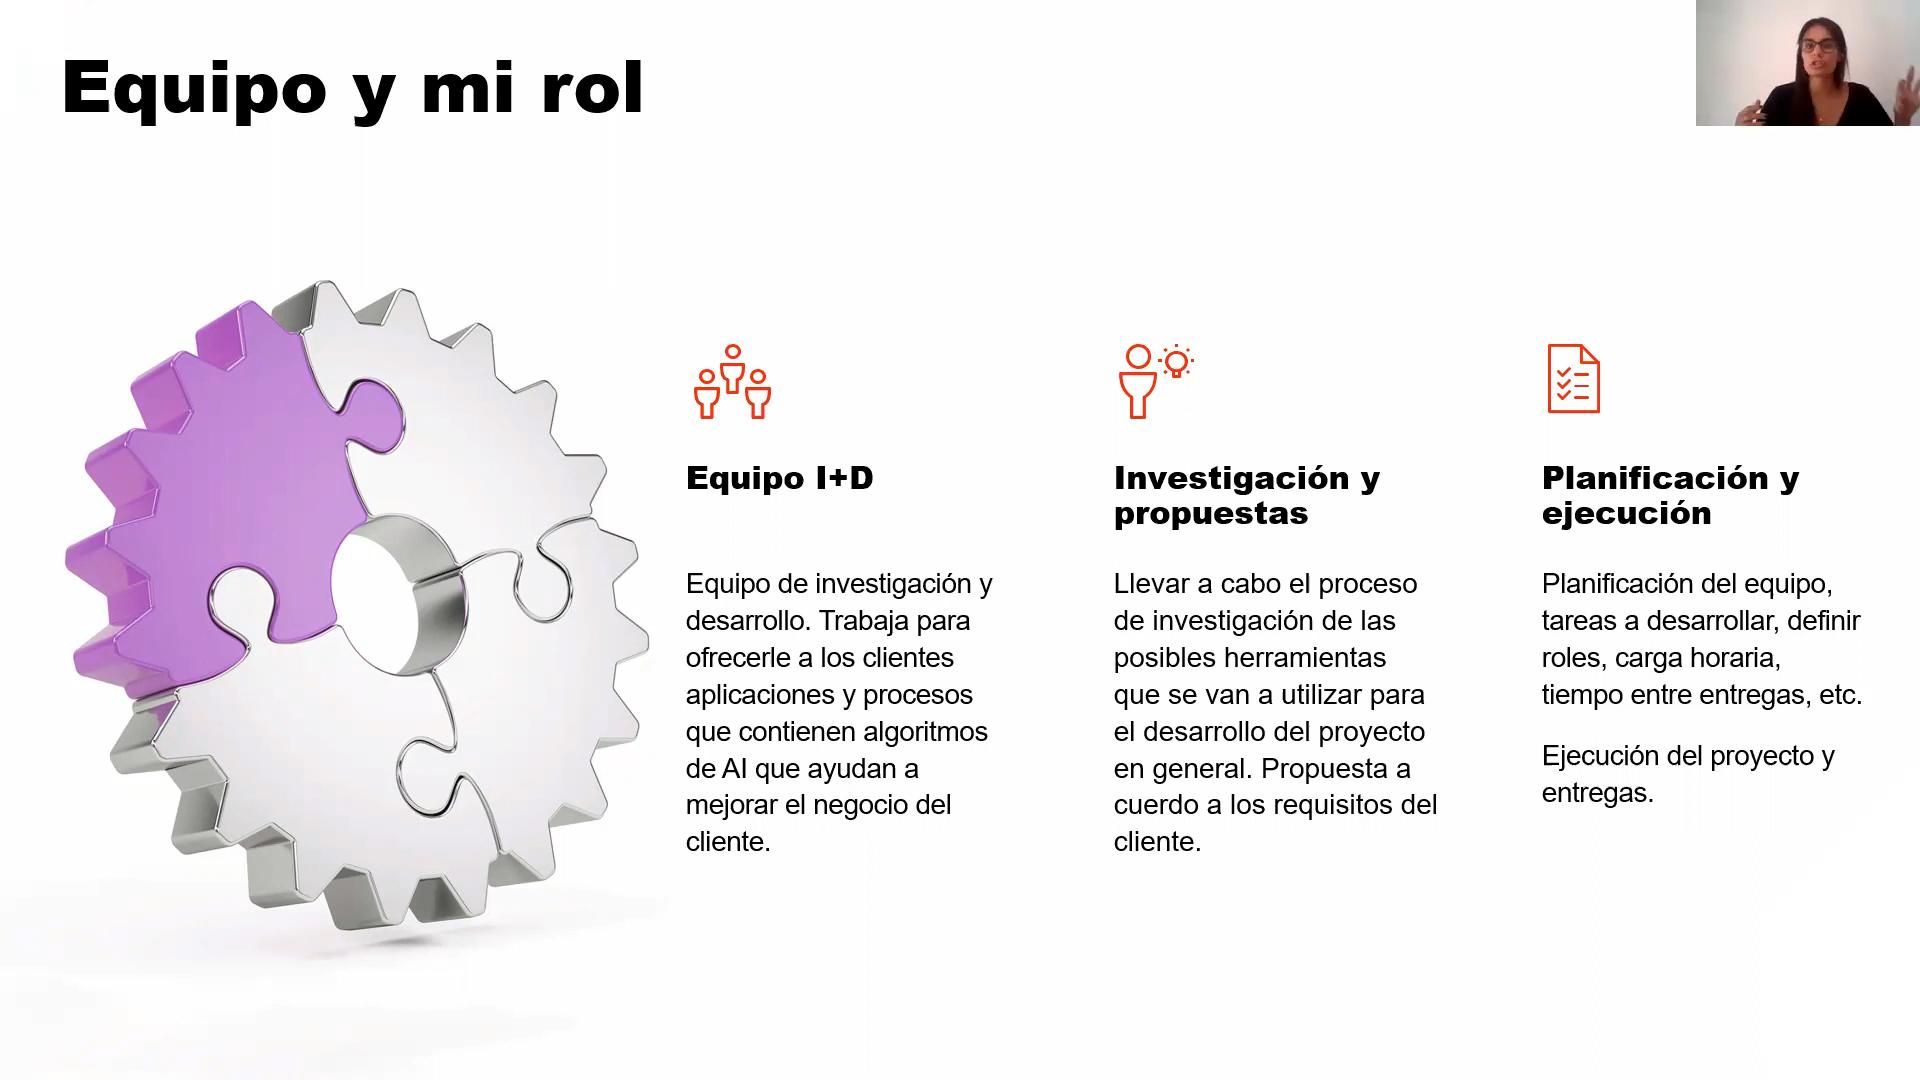 Equipo y mi rol
Equipo I+D
Equipo de investigación y
desarrollo. Trabaja para
ofrecerle a los clientes
aplicaciones y procesos
que contienen algoritmos
de AI que ayudan a
mejorar el negocio del
cliente.
Investigación y
propuestas
Llevar a cabo el proceso
de investigación de las
posibles herramientas
que se van a utilizar para
el desarrollo del proyecto
en general. Propuesta a
cuerdo a los requisitos del
cliente.
Planificación y
ejecución
Planificación del equipo,
tareas a desarrollar, definir
roles, carga horaria,
tiempo entre entregas, etc.
Ejecución del proyecto y
entregas.